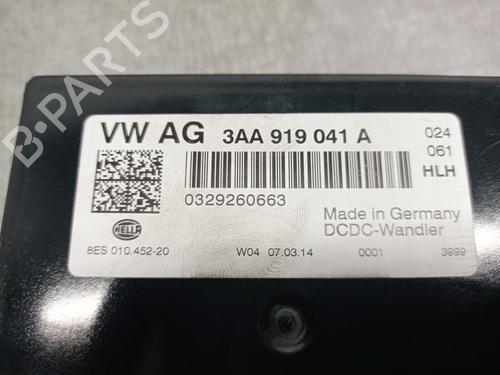 VW AG 3AA 919 041 A
024
061
HLH
0329260663
Made in Germany
DCDC-Wandler
HELLA
8ES 010.452-20
W04 07.03.14
0001
3999
B-PARTS